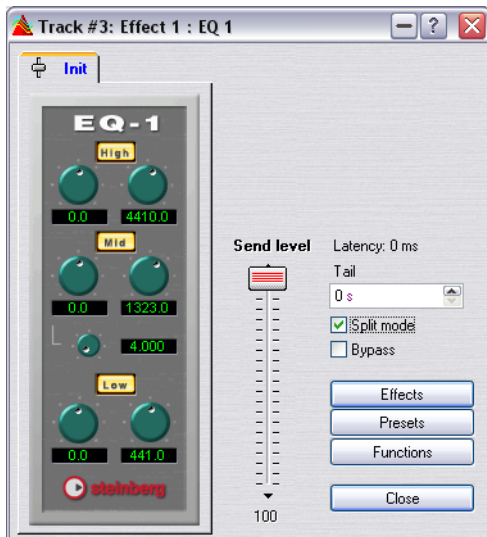 Track #3: Effect 1 : EQ 1
Init
EQ-1
High
0.0 4410.0
Mid
0.0 1323.0
4.000
Low
0.0 441.0
steinberg
Send level
100
Latency: 0 ms
Tail
0 s
Split mode
Bypass
Effects
Presets
Functions
Close